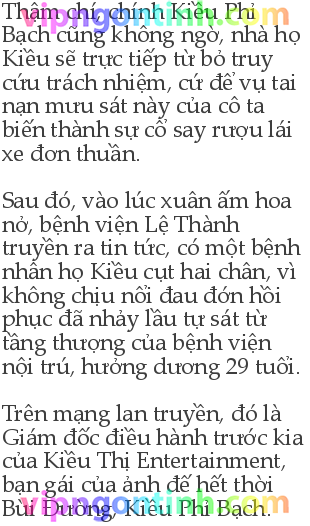 Thậm chí, chính Kiều Phỉ
Bạch cũng không ngờ, nhà họ
Kiều sẽ trực tiếp từ bỏ truy
cứu trách nhiệm, cứ để vụ tai
nạn mưu sát này của cô ta
biến thành sự cố say rượu lái
xe đơn thuần.

Sau đó, vào lúc xuân ấm hoa
nở, bệnh viện Lệ Thành
truyền ra tin tức, có một bệnh
nhân họ Kiều cụt hai chân, vì
không chịu nổi đau đớn hồi
phục đã nhảy lầu tự sát từ
tầng thượng của bệnh viện
nội trú, hưởng dương 29 tuổi.

Trên mạng lan truyền, đó là
Giám đốc điều hành trước kia
của Kiều Thị Entertainment,
bạn gái của ảnh đế hết thời
Bùi Đường, Kiều Phỉ Bạch.
vipngontinh.com
vipngontinh.com